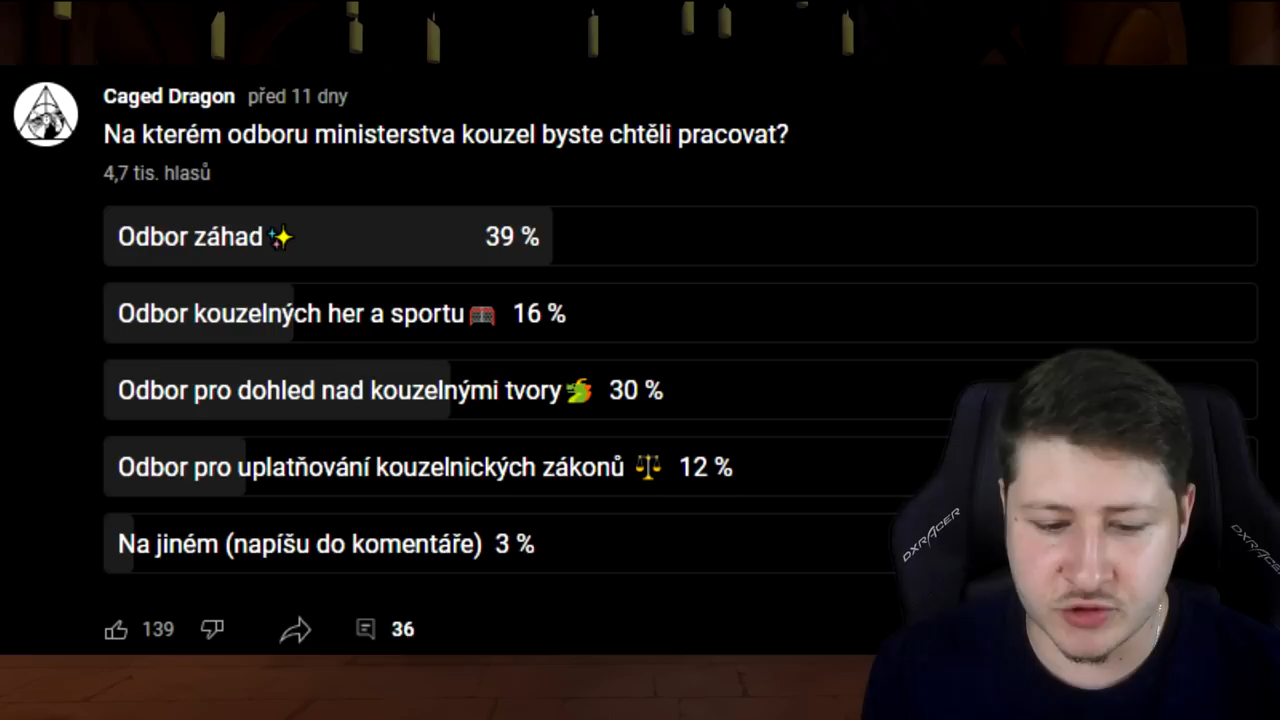 Caged Dragon před 11 dny
Na kterém odboru ministerstva kouzel byste chtěli pracovat?
4,7 tis. hlasů
Odbor záhad✨ 39 %
Odbor kouzelných her a sportu🥅 16 %
Odbor pro dohled nad kouzelnými tvory🐲 30 %
Odbor pro uplatňování kouzelnických zákonů ⚖️ 12 %
Na jiném (napíšu do komentáře) 3 %
139 36
DXRACER
DXRACER